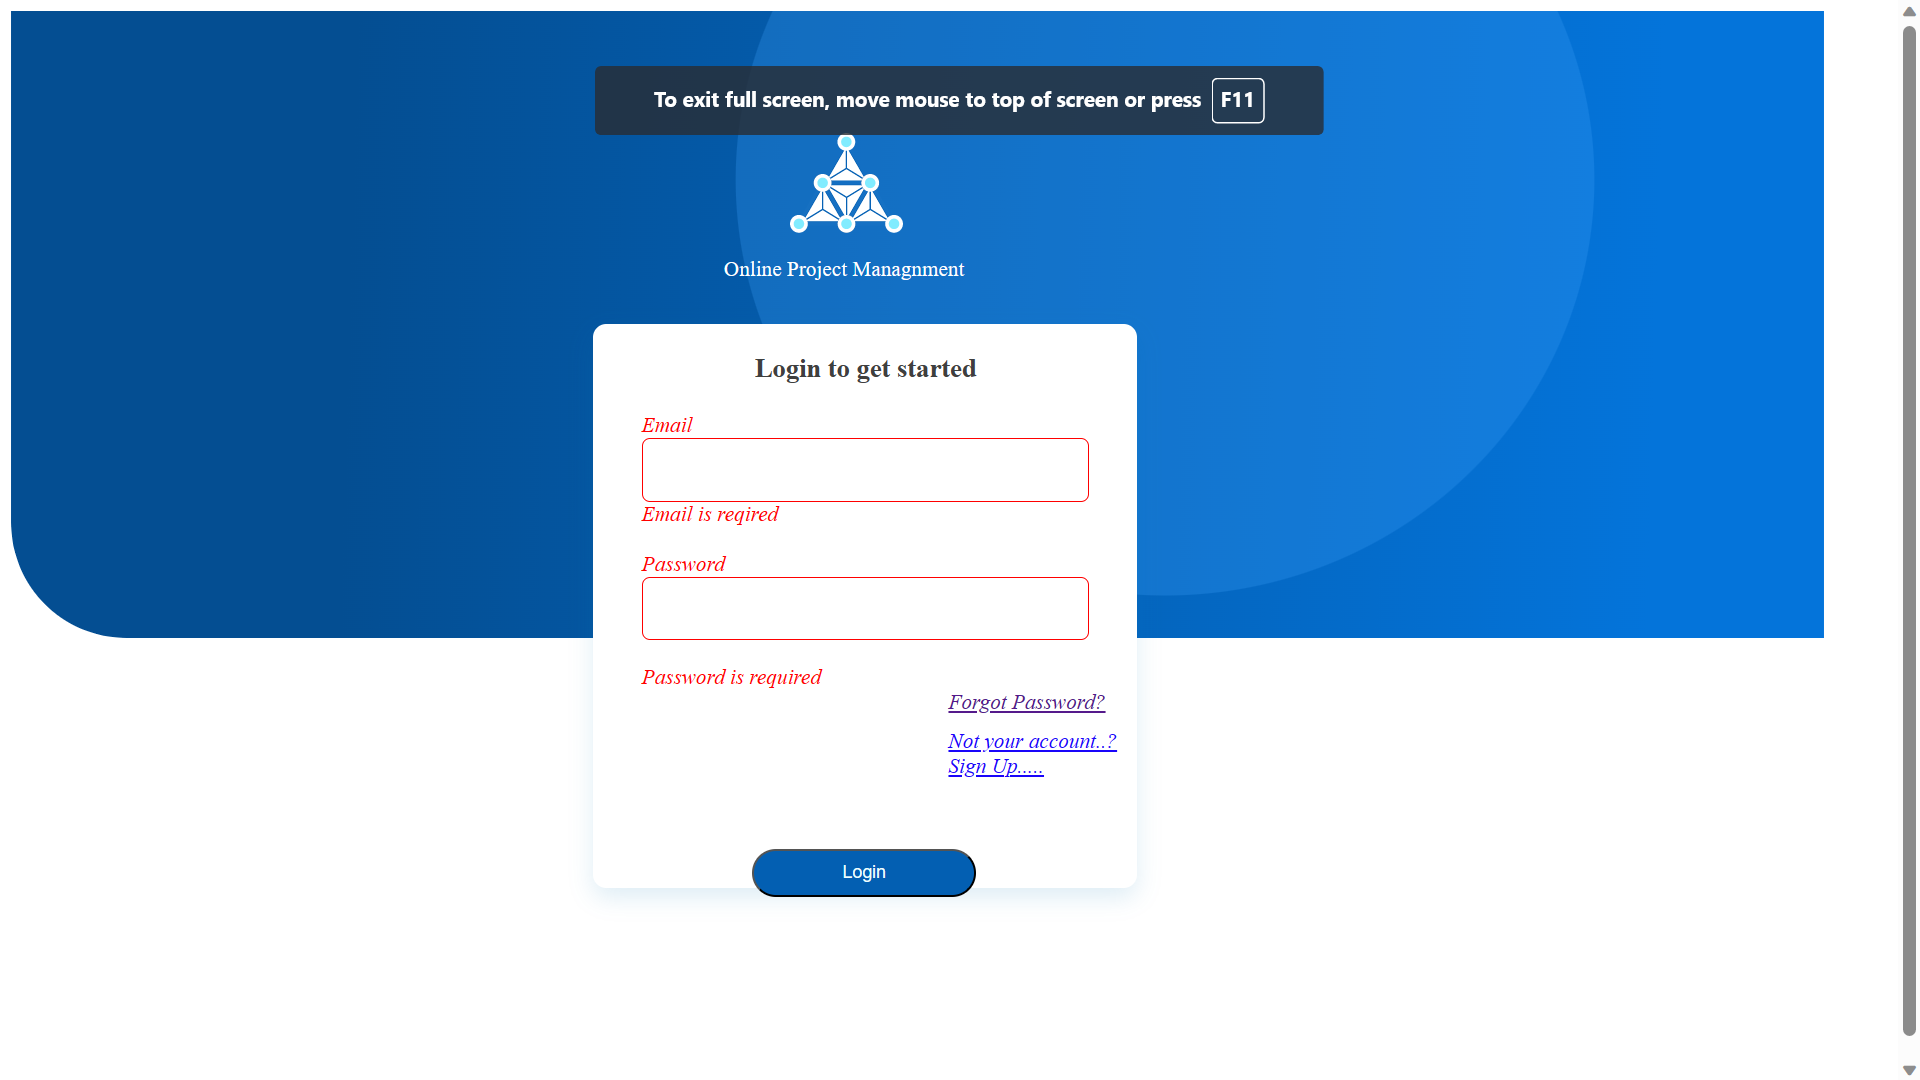 To exit full screen, move mouse to top of screen or press F11
Online Project Managnment
Login to get started
Email
Email is reqired
Password
Password is required
Forgot Password?
Not your account..?
Sign Up.....
Login